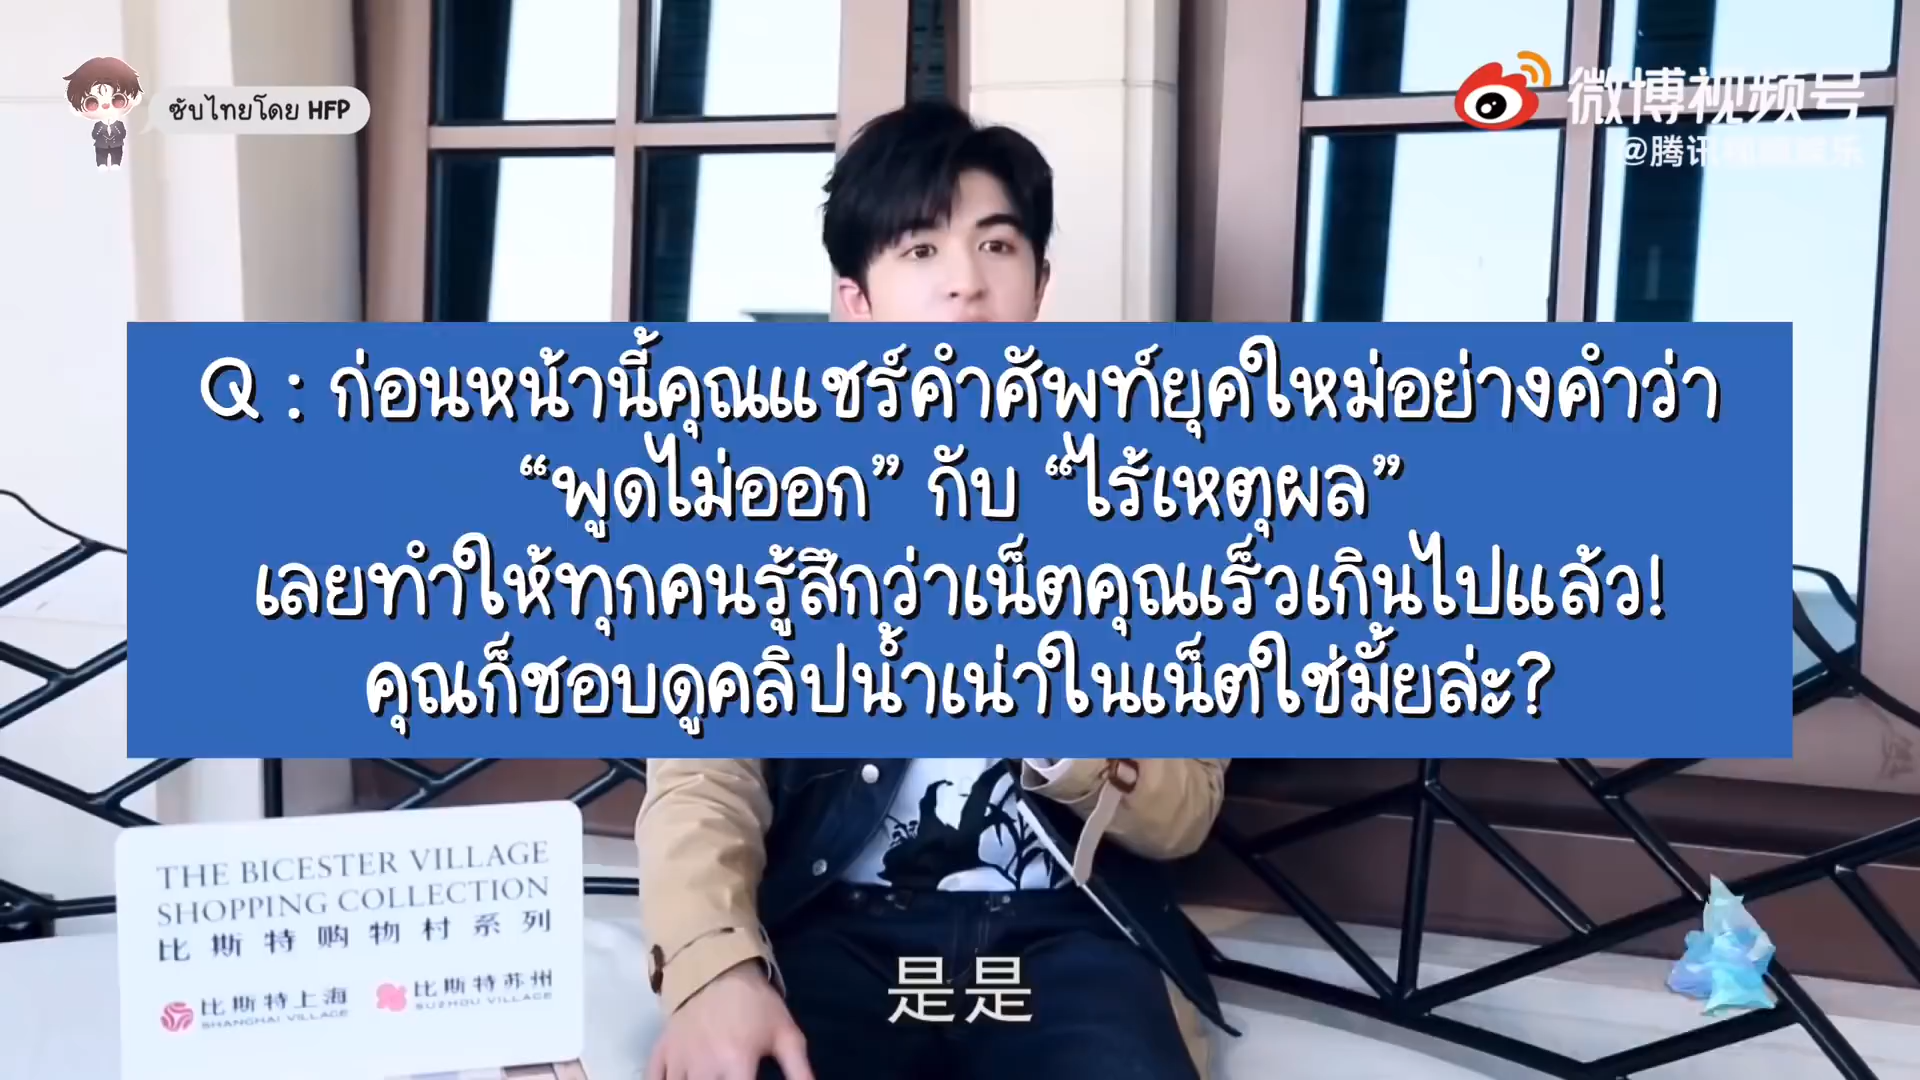 ซับไทยโดย HFP
微博视频号
@腾讯
Q : ก่อนหน้านี้คุณแชร์คำศัพท์ยุคใหม่อย่างคำว่า
“พูดไม่ออก” กับ “ไร้เหตุผล”
เลยทำให้ทุกคนรู้สึกว่าเน็ตคุณเร็วเกินไปแล้ว!
คุณก็ชอบดูคลิปน้ำเน่าในเน็ตใช่มั้ยล่ะ?
THE BICESTER VILLAGE
SHOPPING COLLECTION
比斯特购物村系列
比斯特上海
SHANGHAI VILLAGE
比斯特苏州
SUZHOU VILLAGE
是是